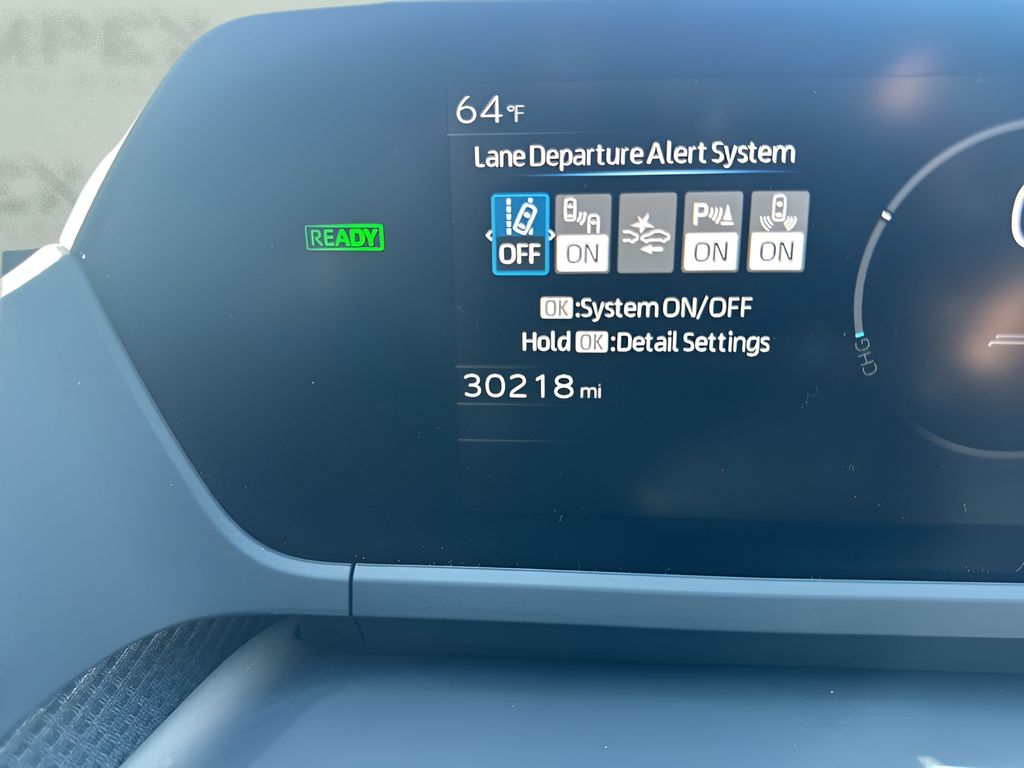 64°F
Lane Departure Alert System
READY
OFF ON P ON ON
OK:System ON/OFF
Hold OK:Detail Settings
30218 mi
CHG